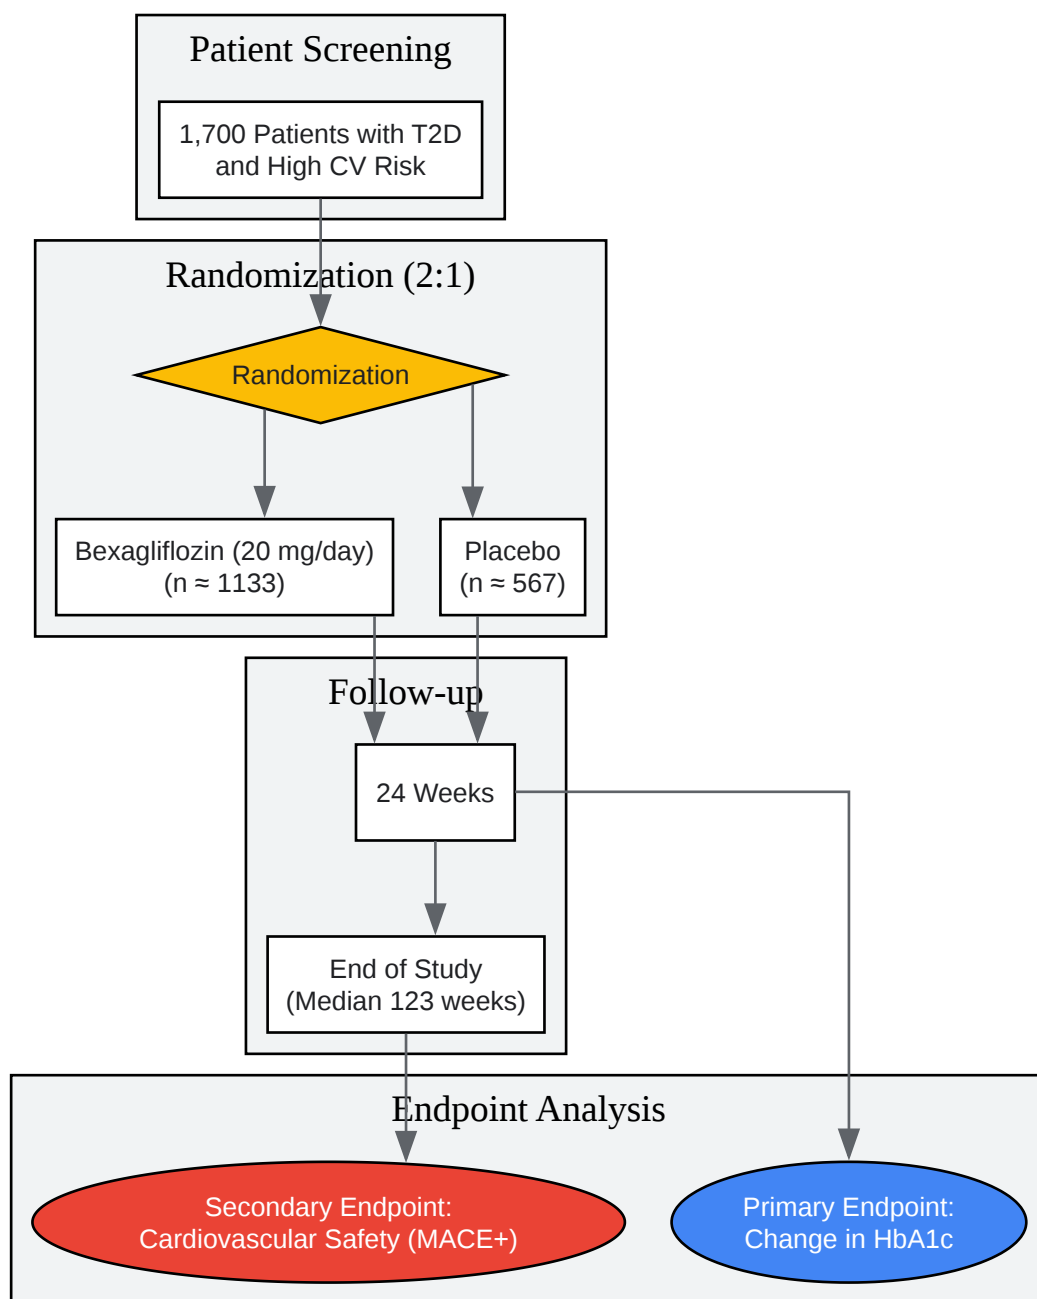 Patient Screening
1,700 Patients with T2D
and High CV Risk
Randomization (2:1)
Randomization
Bexagliflozin (20 mg/day)
(n ≈ 1133)
Placebo
(n ≈ 567)
Follow-up
24 Weeks
End of Study
(Median 123 weeks)
Endpoint Analysis
Secondary Endpoint:
Cardiovascular Safety (MACE+)
Primary Endpoint:
Change in HbA1c